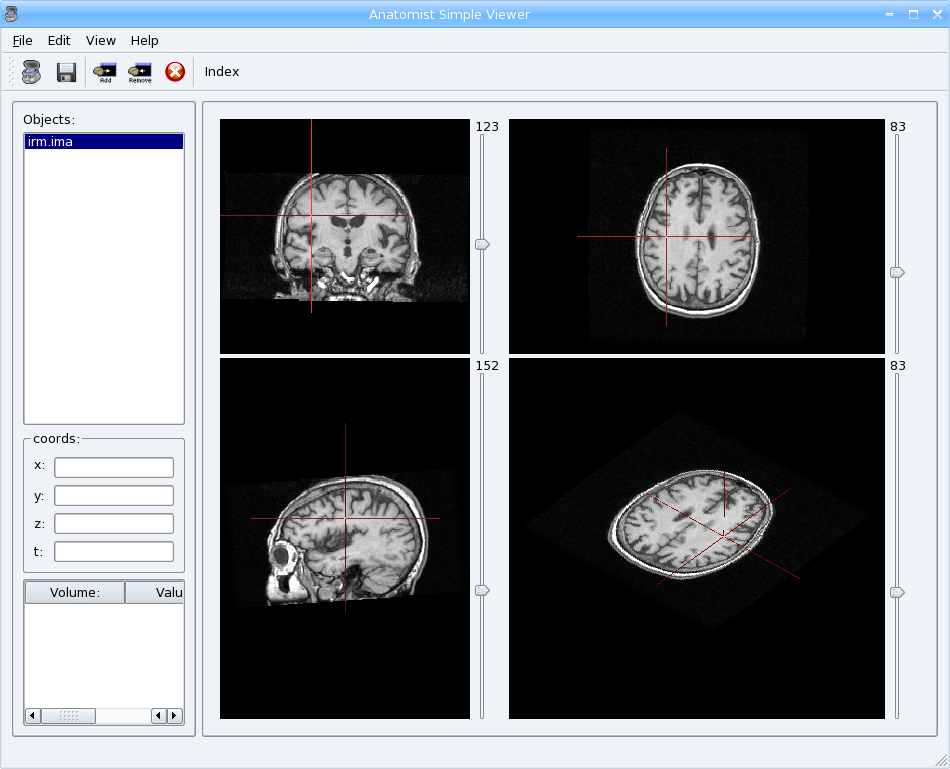 Anatomist Simple Viewer
File Edit View Help
Add Remove Index
Objects:
irm.ima
123
83
152
83
coords:
x:
y:
z:
t:
Volume: Valu